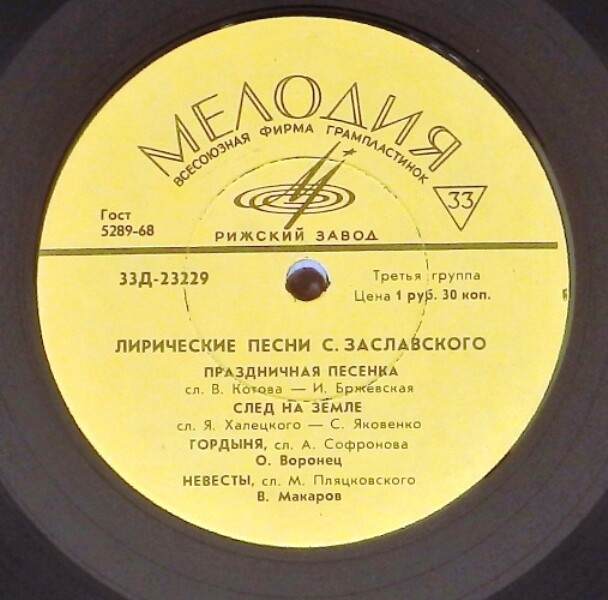 МЕЛОДИЯ
ВСЕСОЮЗНАЯ ФИРМА ГРАМПЛАСТИНОК
33
Гост
5289-68
РИЖСКИЙ ЗАВОД
33Д-23229
Третья группа
Цена 1 руб. 30 коп.
ЛИРИЧЕСКИЕ ПЕСНИ С. ЗАСЛАВСКОГО
ПРАЗДНИЧНАЯ ПЕСЕНКА
сл. В. Котова — И. Бржевская
СЛЕД НА ЗЕМЛЕ
сл. Я. Халецкого — С. Яковенко
ГОРДЫНЯ, сл. А. Софронова
О. Воронец
НЕВЕСТЫ, сл. М. Пляцковского
В. Макаров